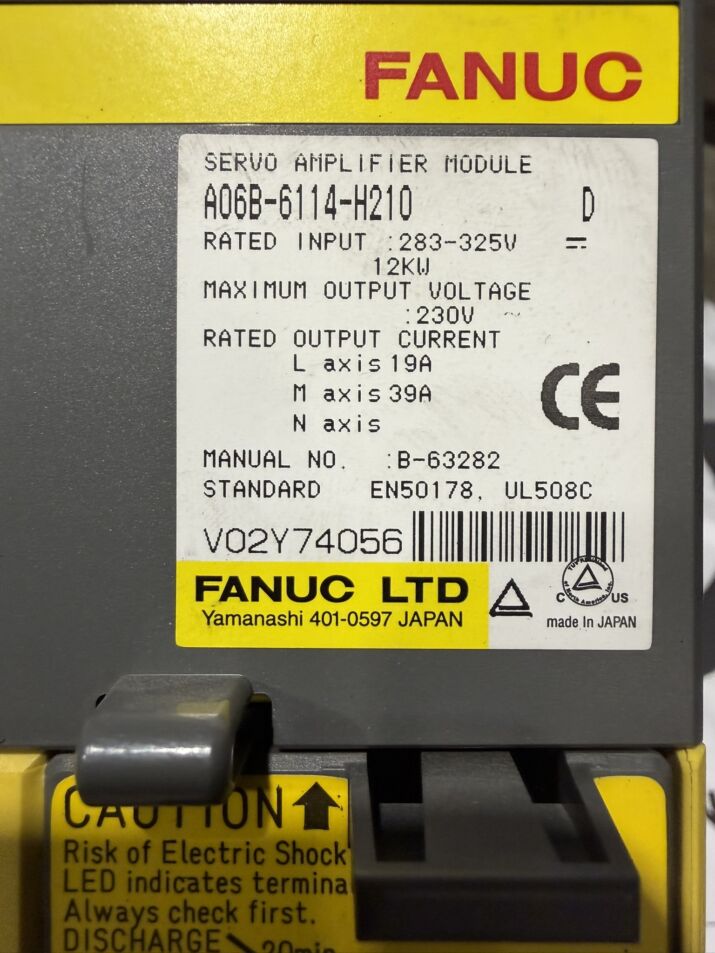 FANUC
SERVO AMPLIFIER MODULE
A06B-6114-H210 D
RATED INPUT :283-325V ⎓
12KW
MAXIMUM OUTPUT VOLTAGE
:230V ~
RATED OUTPUT CURRENT
L axis 19A
M axis 39A
N axis
CE
MANUAL NO. :B-63282
STANDARD EN50178, UL508C
V02Y74056
FANUC LTD
Yamanashi 401-0597 JAPAN
C US
made In JAPAN
CAUTION
Risk of Electric Shock
LED indicates
Always check first.
DISCHARGE 20min